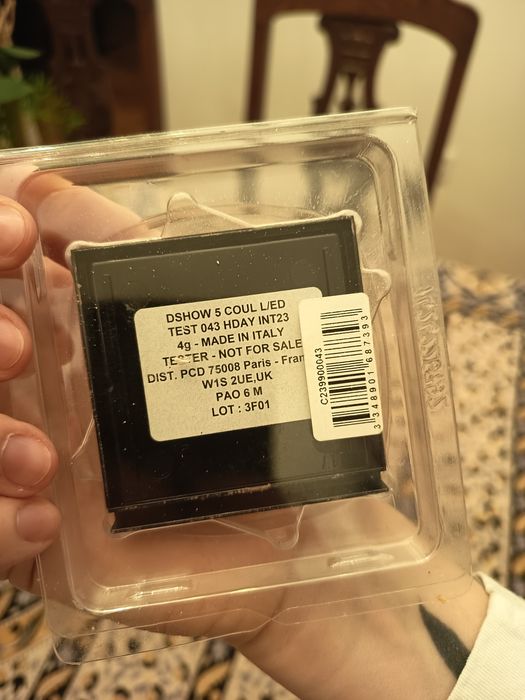 DSHOW 5 COUL L/ED
TEST 043 HDAY INT23
4g - MADE IN ITALY
TESTER - NOT FOR SALE
DIST. PCD 75008 Paris - Fran
W1S 2UE,UK
PAO 6 M
LOT : 3F01
C239900043
3 348901 687393